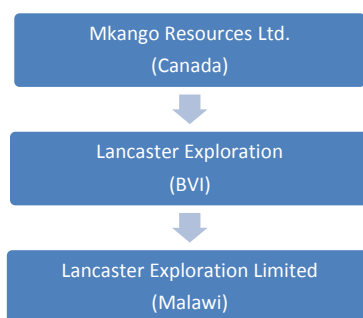 Mkango Resources Ltd.
(Canada)
Lancaster Exploration
(BVI)
Lancaster Exploration Limited
(Malawi)